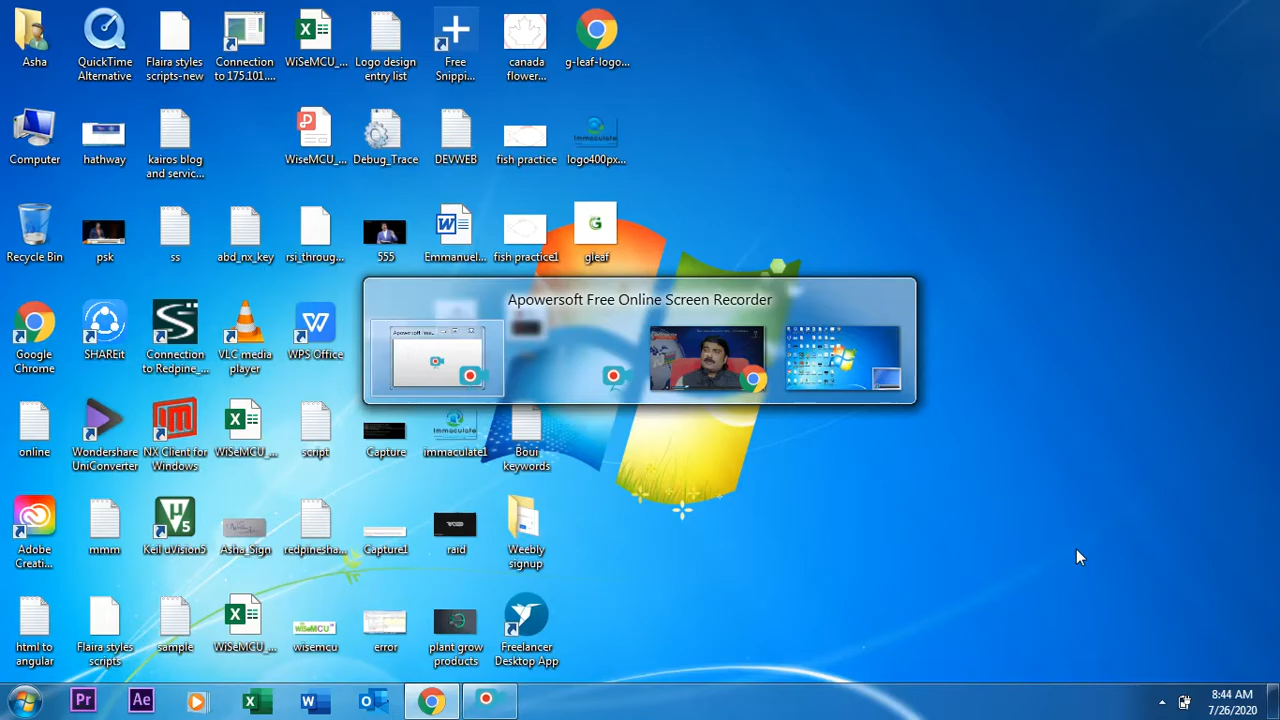 Asha
QuickTime
Alternative
Flaira styles
scripts-new
Connection
to 175.101....
WiSeMCU_...
Logo design
entry list
Free
Snippi...
canada
flower...
g-leaf-logo...
Computer
hathway
kairos blog
and servic...
WiseMCU_...
Debug_Trace
DEVWEB
fish practice
Immaculate
logo400px...
Recycle Bin
psk
ss
abd_nx_key
rsi_throug...
555
Emmanuel...
fish practice1
gleaf
Apowersoft Free Online Screen Recorder
Google
Chrome
SHAREit
Connection
to Redpine_...
VLC media
player
WPS Office
online
Wondershare
UniConverter
NX Client for
Windows
WiSeMCU_...
script
Capture
immaculate1
Boui
keywords
Adobe
Creati...
mmm
Keil uVision5
Asha_Sign
redpinesha...
Capture1
raid
Weebly
signup
html to
angular
Flaira styles
scripts
sample
WiSeMCU_...
wisemcu
error
plant grow
products
Freelancer
Desktop App
Pr
Ae
8:44 AM
7/26/2020